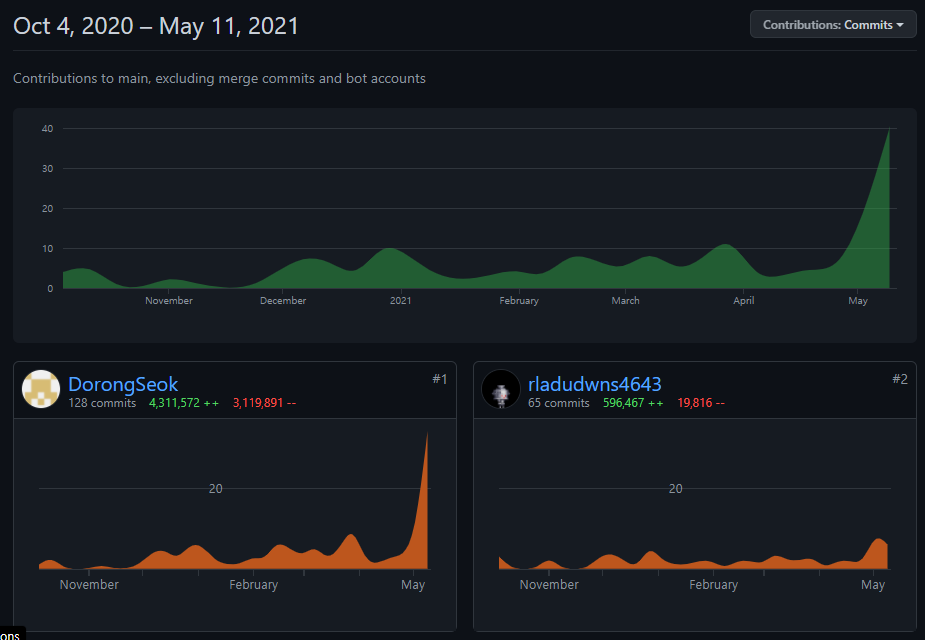 Oct 4, 2020 – May 11, 2021
Contributions: Commits
Contributions to main, excluding merge commits and bot accounts
40
30
20
10
0
November December 2021 February March April May
DorongSeok #1
128 commits 4,311,572 ++ 3,119,891 --
20
November February May
rladudwns4643 #2
65 commits 596,467 ++ 19,816 --
20
November February May
ons